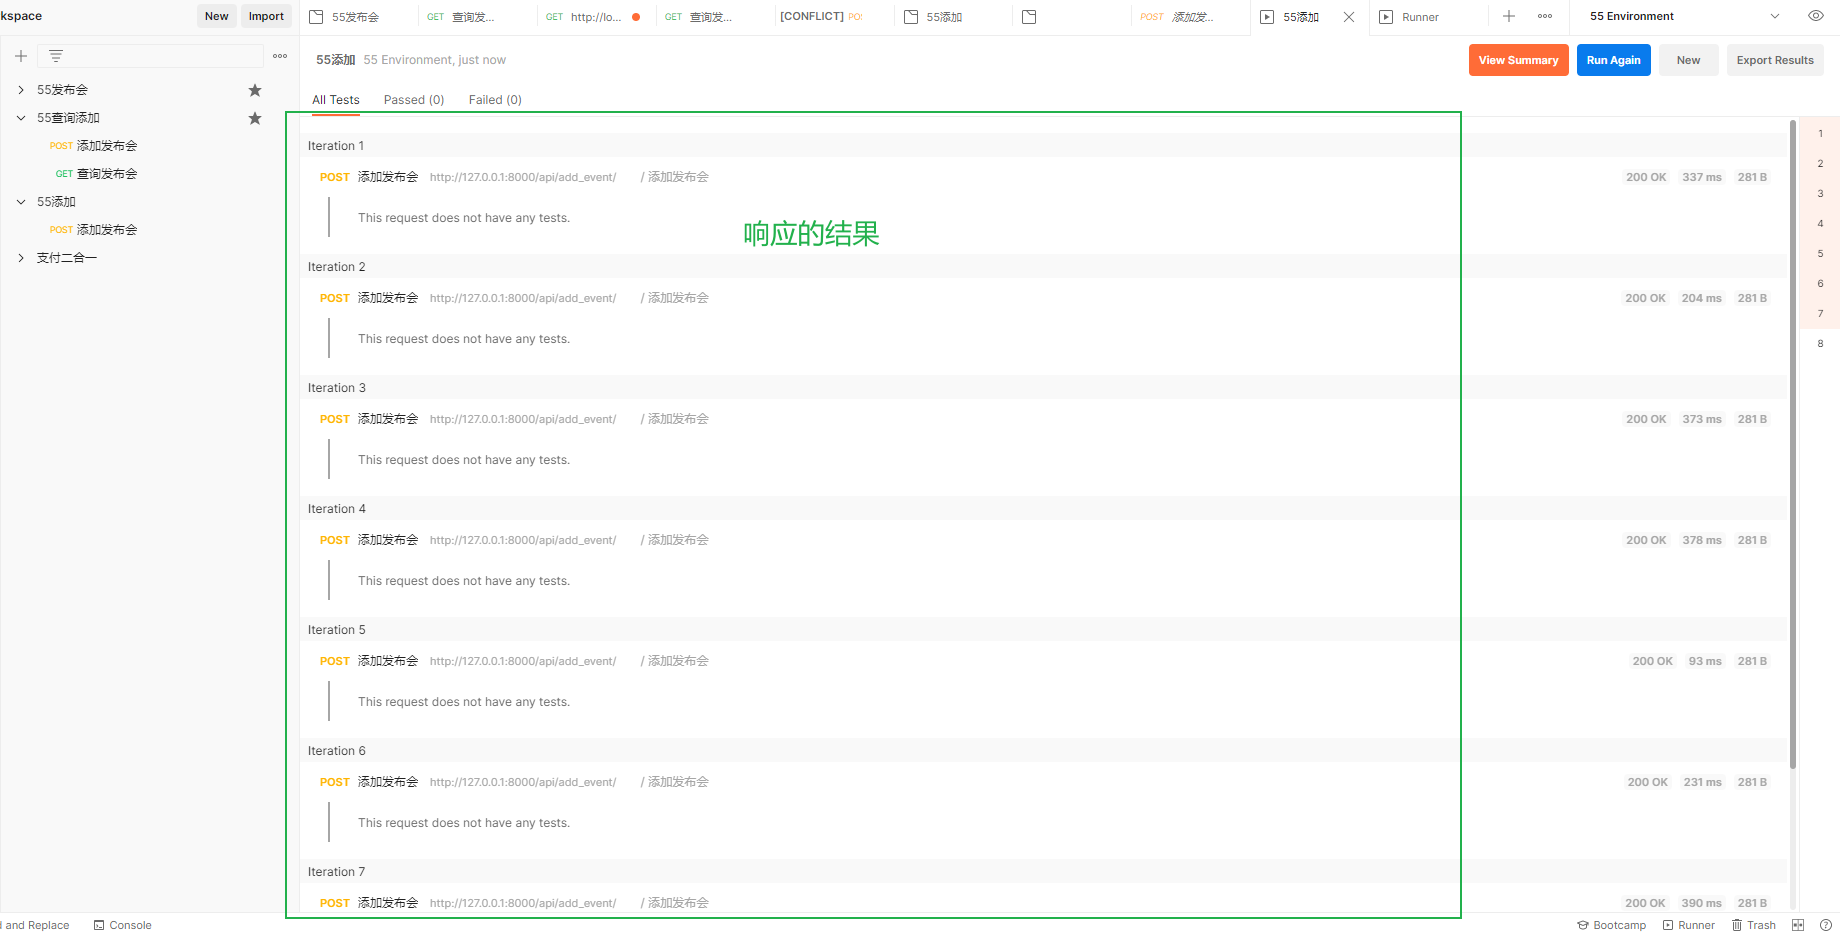 kspace
New
Import
55发布会
GET 查询发...
GET http://lo...
GET 查询发...
[CONFLICT] POS
55添加
POST 添加发...
55添加
Runner
55 Environment
55添加 55 Environment, just now
View Summary
Run Again
New
Export Results
All Tests
Passed (0)
Failed (0)
55发布会
55查询添加
POST 添加发布会
GET 查询发布会
55添加
POST 添加发布会
支付二合一
Iteration 1
POST 添加发布会 http://127.0.0.1:8000/api/add_event/ / 添加发布会 200 OK 337 ms 281 B
This request does not have any tests.
响应的结果
Iteration 2
POST 添加发布会 http://127.0.0.1:8000/api/add_event/ / 添加发布会 200 OK 204 ms 281 B
This request does not have any tests.
Iteration 3
POST 添加发布会 http://127.0.0.1:8000/api/add_event/ / 添加发布会 200 OK 373 ms 281 B
This request does not have any tests.
Iteration 4
POST 添加发布会 http://127.0.0.1:8000/api/add_event/ / 添加发布会 200 OK 378 ms 281 B
This request does not have any tests.
Iteration 5
POST 添加发布会 http://127.0.0.1:8000/api/add_event/ / 添加发布会 200 OK 93 ms 281 B
This request does not have any tests.
Iteration 6
POST 添加发布会 http://127.0.0.1:8000/api/add_event/ / 添加发布会 200 OK 231 ms 281 B
This request does not have any tests.
Iteration 7
POST 添加发布会 http://127.0.0.1:8000/api/add_event/ / 添加发布会 200 OK 390 ms 281 B
1
2
3
4
5
6
7
8
d and Replace
Console
Bootcamp
Runner
Trash